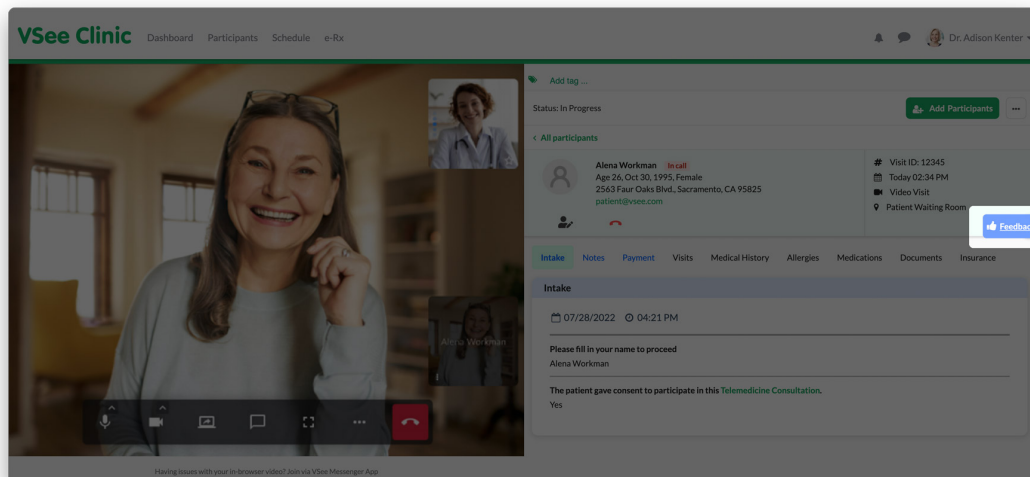 VSee Clinic Dashboard Participants Schedule e-Rx Dr. Adison Kenter
Add tag ...
Status: In Progress Add Participants
< All participants
Alena Workman In call
Age 26, Oct 30, 1995, Female
2563 Faur Oaks Blvd., Sacramento, CA 95825
patient@vsee.com
# Visit ID: 12345
Today 02:34 PM
Video Visit
Patient Waiting Room
Feedbac
Intake Notes Payment Visits Medical History Allergies Medications Documents Insurance
Intake
07/28/2022 04:21 PM
Please fill in your name to proceed
Alena Workman
The patient gave consent to participate in this Telemedicine Consultation.
Yes
Alena Workman
Having issues with your in-browser video? Join via VSee Messenger App